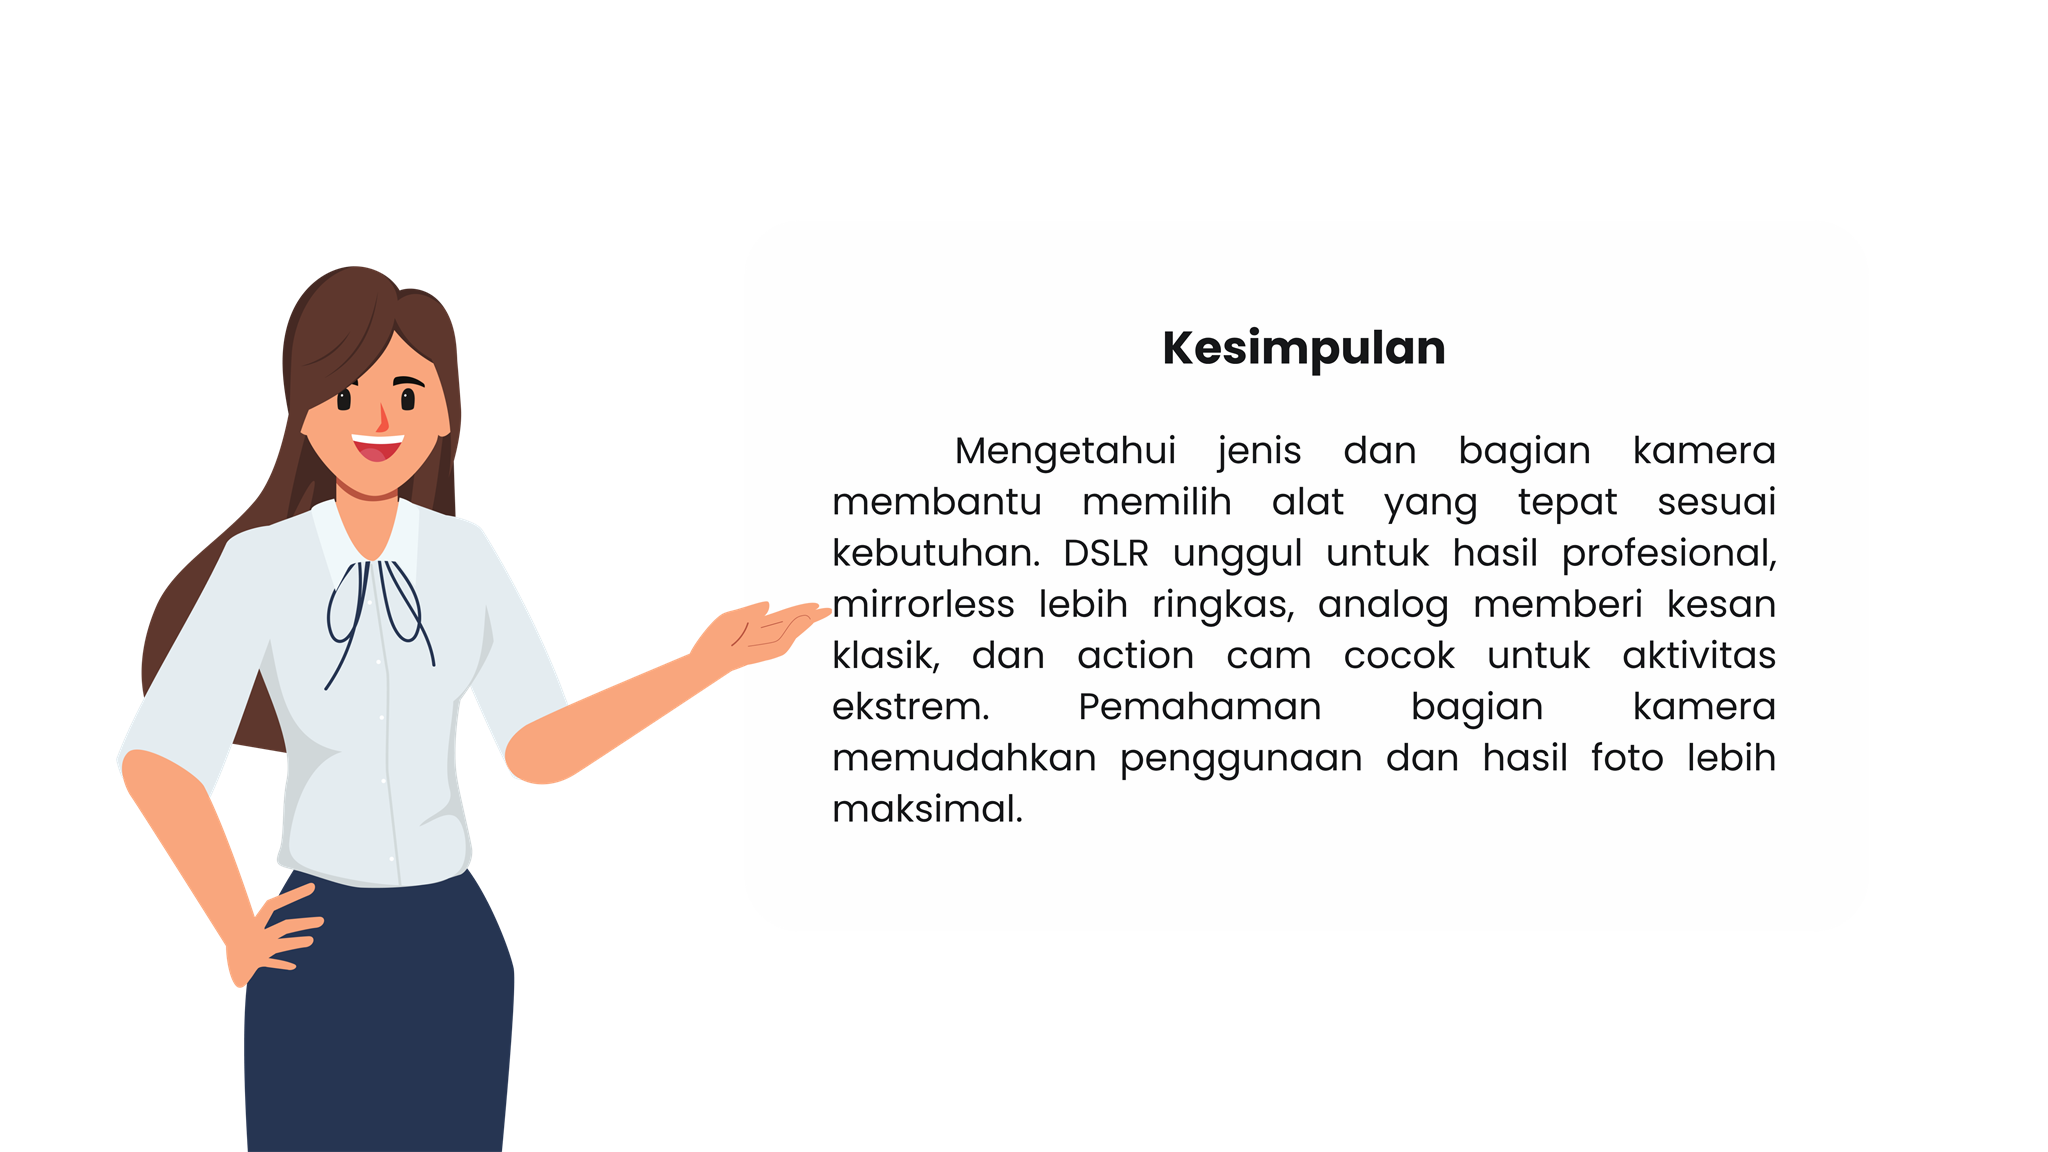 Kesimpulan
Mengetahui jenis dan bagian kamera
membantu memilih alat yang tepat sesuai
kebutuhan. DSLR unggul untuk hasil profesional,
mirrorless lebih ringkas, analog memberi kesan
klasik, dan action cam cocok untuk aktivitas
ekstrem. Pemahaman bagian kamera
memudahkan penggunaan dan hasil foto lebih
maksimal.